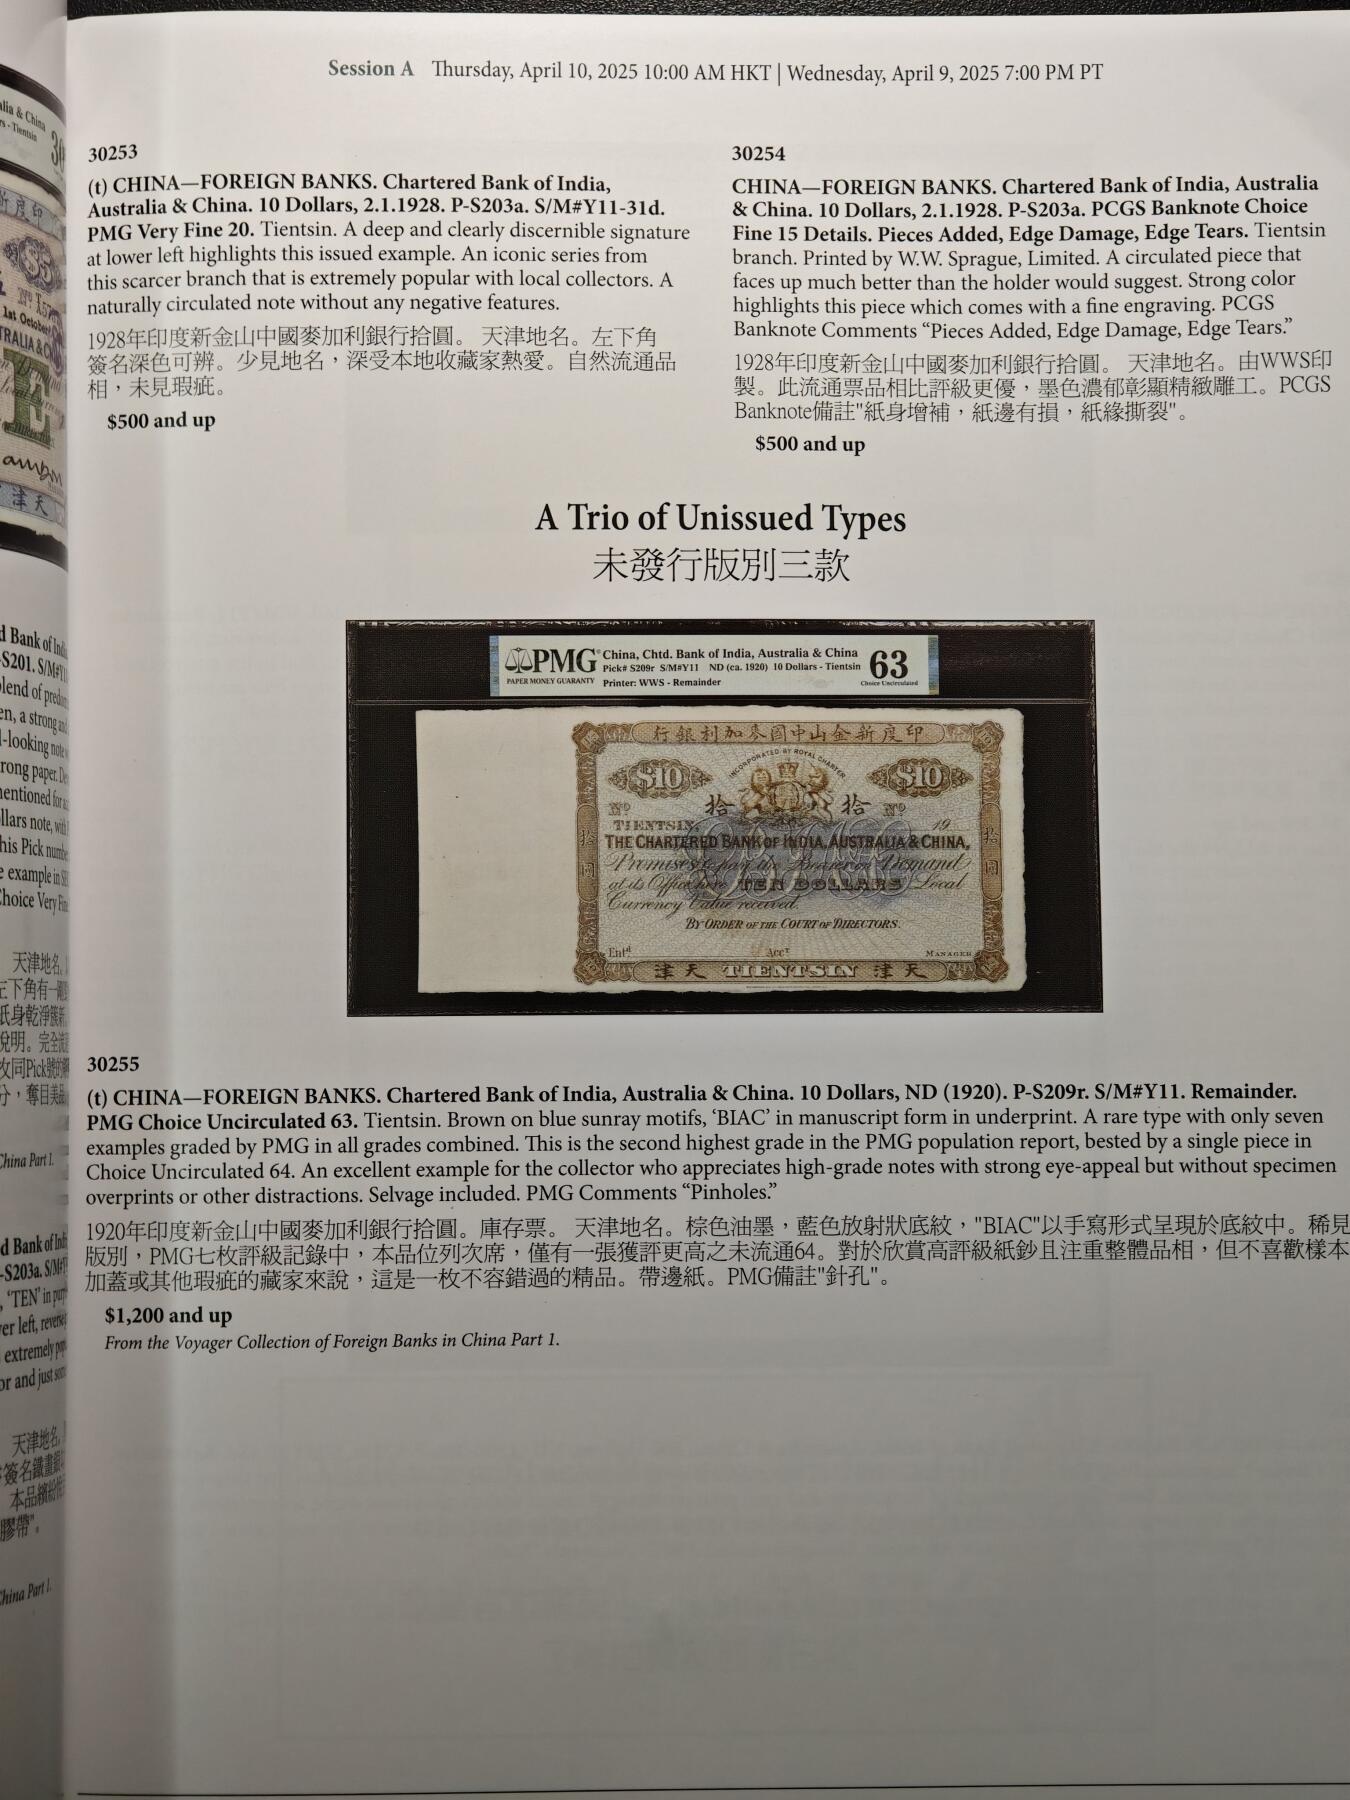 Session A Thursday, April 10, 2025 10:00 AM HKT | Wednesday, April 9, 2025 7:00 PM PT
30253
(t) CHINA—FOREIGN BANKS. Chartered Bank of India,
Australia & China. 10 Dollars, 2.1.1928. P-S203a. S/M#Y11-31d.
PMG Very Fine 20. Tientsin. A deep and clearly discernible signature
at lower left highlights this issued example. An iconic series from
this scarcer branch that is extremely popular with local collectors. A
naturally circulated note without any negative features.
1928年印度新金山中國麥加利銀行拾圓。 天津地名。左下角
簽名深色可辨。少見地名，深受本地收藏家熱愛。自然流通品
相，未見瑕疵。
$500 and up
30254
CHINA—FOREIGN BANKS. Chartered Bank of India, Australia
& China. 10 Dollars, 2.1.1928. P-S203a. PCGS Banknote Choice
Fine 15 Details. Pieces Added, Edge Damage, Edge Tears. Tientsin
branch. Printed by W.W. Sprague, Limited. A circulated piece that
faces up much better than the holder would suggest. Strong color
highlights this piece which comes with a fine engraving. PCGS
Banknote Comments “Pieces Added, Edge Damage, Edge Tears.”
1928年印度新金山中國麥加利銀行拾圓。 天津地名。由WWS印
製。此流通票品相比評級更優，墨色濃郁彰顯精緻雕工。PCGS
Banknote備註"紙身增補，紙邊有損，紙緣撕裂"。
$500 and up
A Trio of Unissued Types
未發行版別三款
PMG
PAPER MONEY GUARANTY
China, Chtd. Bank of India, Australia & China
Pick# S209r S/M#Y11 ND (ca. 1920) 10 Dollars - Tientsin
Printer: WWS - Remainder
63
Choice Uncirculated
行銀利加麥國中山金新度印
INCORPORATED BY ROYAL CHARTER
$10 $10
拾 拾
No No
TIENTSIN 19
THE CHARTERED BANK OF INDIA, AUSTRALIA & CHINA,
Promises to pay the Bearer on Demand
at its Office here TEN DOLLARS Local
Currency Value received.
BY ORDER OF THE COURT OF DIRECTORS.
Entd Acct MANAGER
拾圓 拾圓
津天 TIENTSIN 津天
30255
(t) CHINA—FOREIGN BANKS. Chartered Bank of India, Australia & China. 10 Dollars, ND (1920). P-S209r. S/M#Y11. Remainder.
PMG Choice Uncirculated 63. Tientsin. Brown on blue sunray motifs, ‘BIAC’ in manuscript form in underprint. A rare type with only seven
examples graded by PMG in all grades combined. This is the second highest grade in the PMG population report, bested by a single piece in
Choice Uncirculated 64. An excellent example for the collector who appreciates high-grade notes with strong eye-appeal but without specimen
overprints or other distractions. Selvage included. PMG Comments “Pinholes.”
1920年印度新金山中國麥加利銀行拾圓。庫存票。 天津地名。棕色油墨，藍色放射狀底紋，"BIAC"以手寫形式呈現於底紋中。稀見
版別，PMG七枚評級記錄中，本品位列次席，僅有一張獲評更高之未流通64。對於欣賞高評級紙鈔且注重整體品相，但不喜歡樣本
加蓋或其他瑕疵的藏家來說，這是一枚不容錯過的精品。帶邊紙。PMG備註"針孔"。
$1,200 and up
From the Voyager Collection of Foreign Banks in China Part 1.